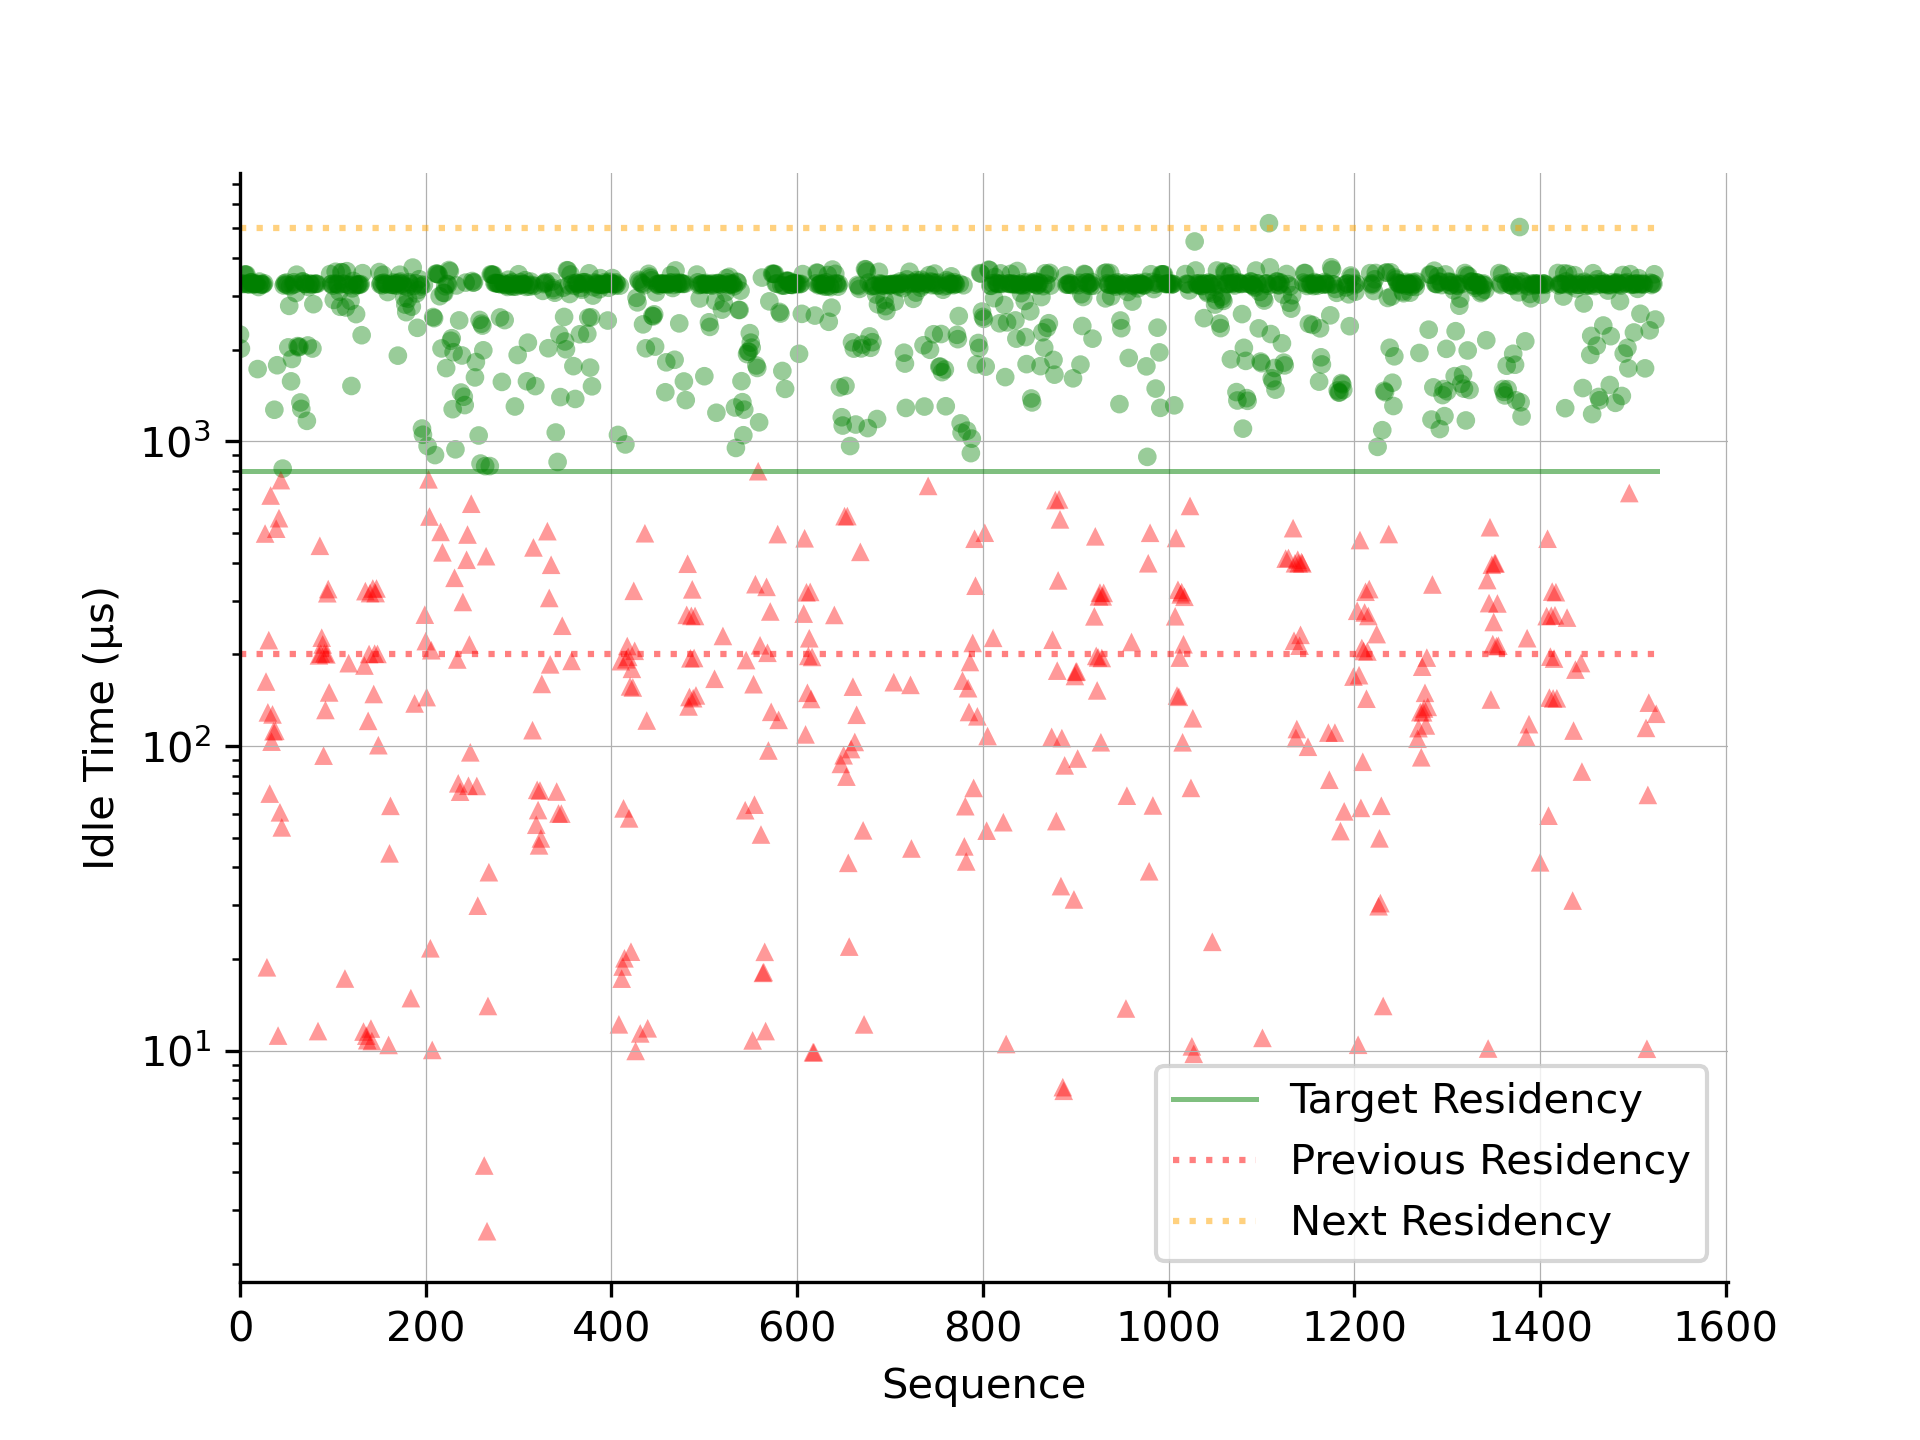 10³
10²
10¹
Idle Time (µs)
0 200 400 600 800 1000 1200 1400 1600
Sequence
Target Residency
Previous Residency
Next Residency